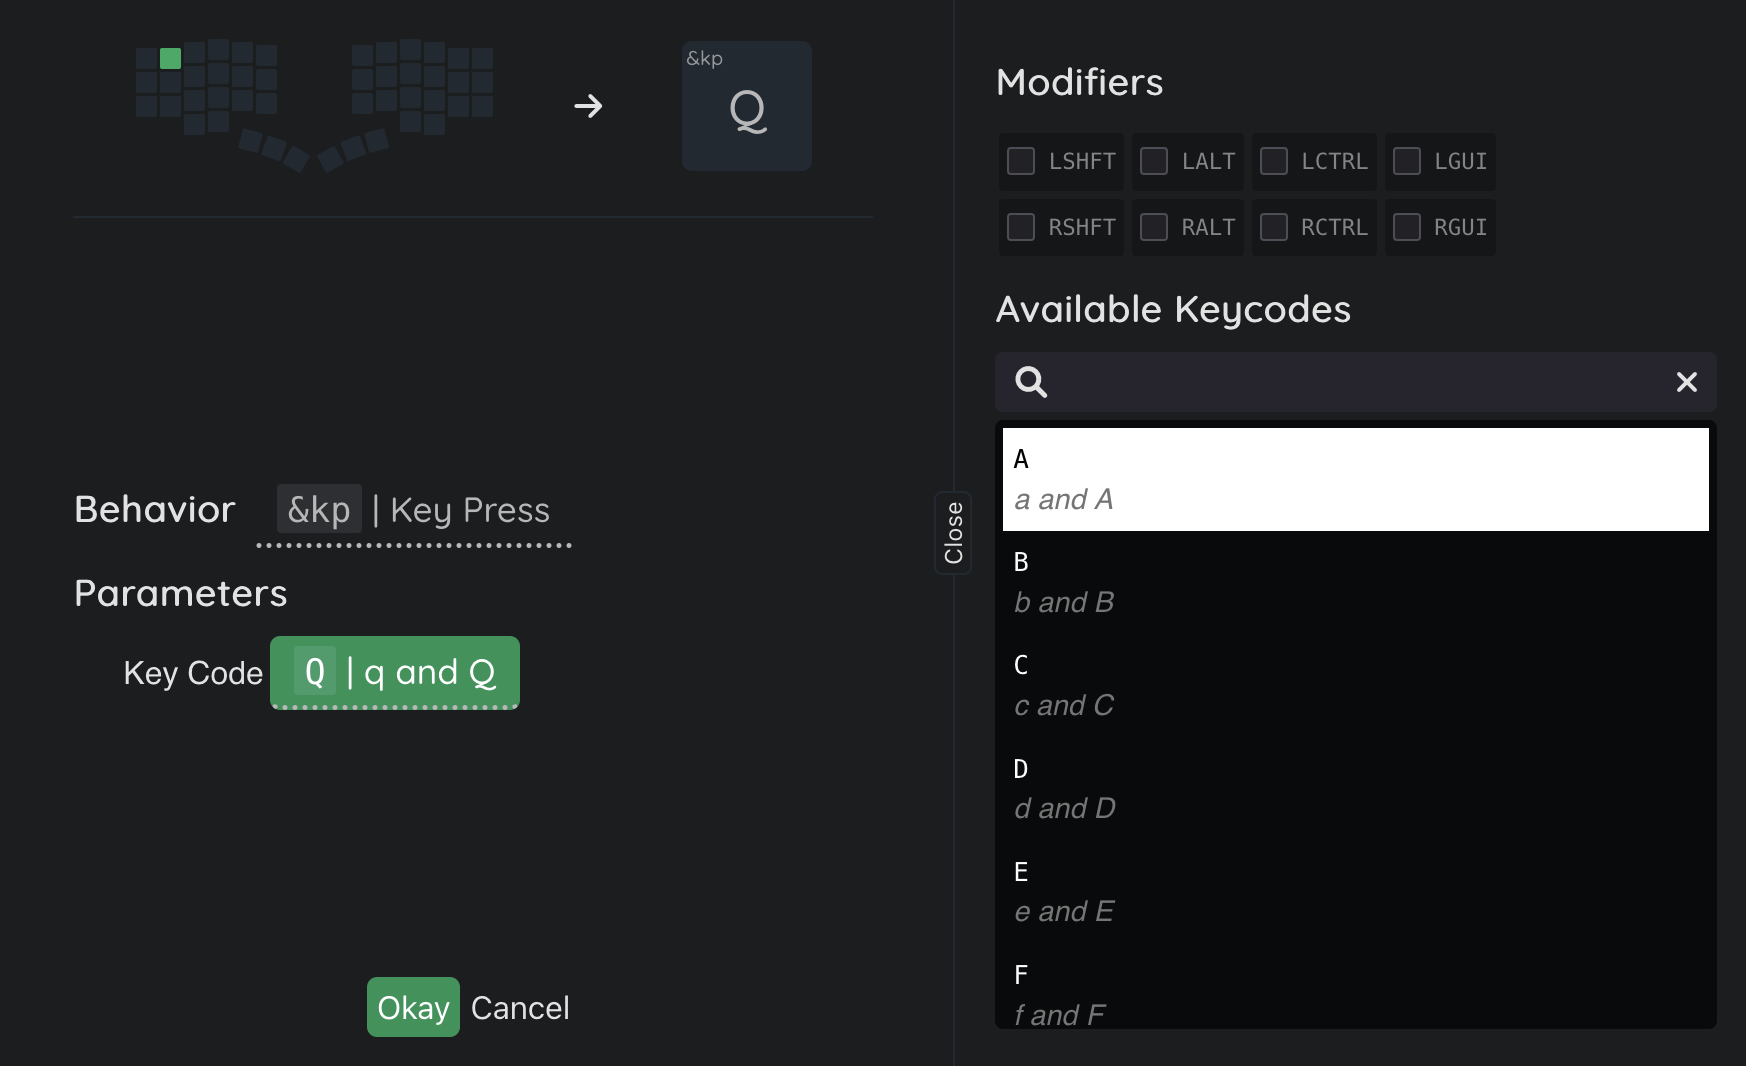 &kp
Q
Behavior &kp | Key Press
Parameters
Key Code Q | q and Q
Okay Cancel
Close
Modifiers
LSHFT LALT LCTRL LGUI
RSHFT RALT RCTRL RGUI
Available Keycodes
A
a and A
B
b and B
C
c and C
D
d and D
E
e and E
F
f and F